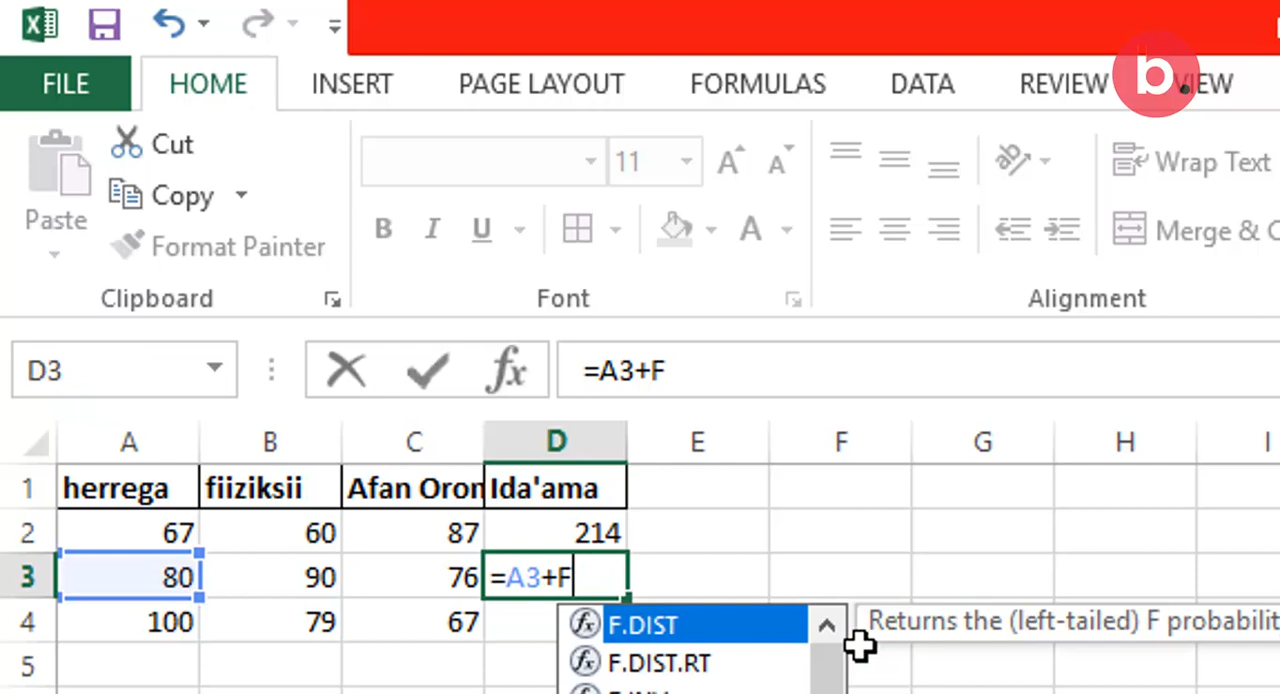 b
FILE HOME INSERT PAGE LAYOUT FORMULAS DATA REVIEW VIEW
Cut
Copy
Paste
Format Painter
11
B I U A
Wrap Text
Merge & C
Clipboard Font Alignment
D3 fx =A3+F
A B C D E F G H I
1 herrega fiiziksii Afan Oron Ida'ama
2 67 60 87 214
3 80 90 76 =A3+F
4 100 79 67
5
F.DIST
F.DIST.RT
Returns the (left-tailed) F probabilit